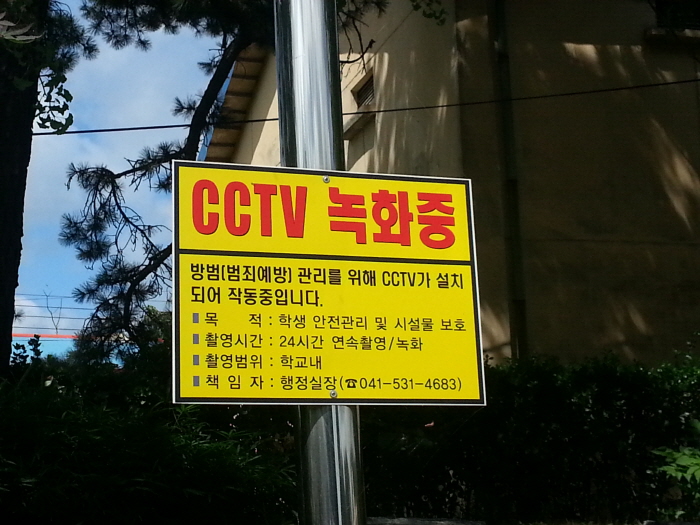 CCTV 녹화중
방범(범죄예방) 관리를 위해 CCTV가 설치
되어 작동중입니다.
목 적 : 학생 안전관리 및 시설물 보호
촬영시간 : 24시간 연속촬영/녹화
촬영범위 : 학교내
책 임 자 : 행정실장(☎041-531-4683)